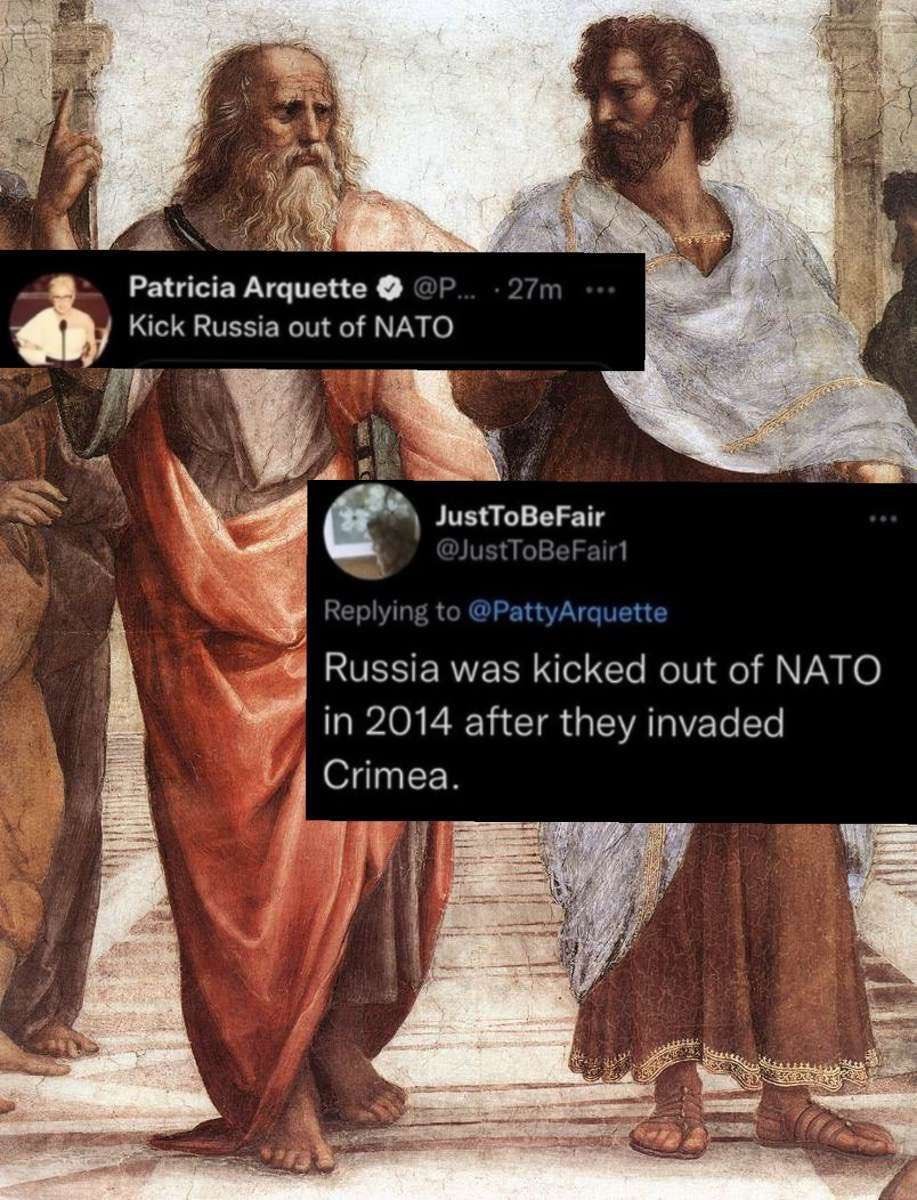 Patricia Arquette @P... · 27m ...
Kick Russia out of NATO
JustToBeFair ...
@JustToBeFair1
Replying to @PattyArquette
Russia was kicked out of NATO
in 2014 after they invaded
Crimea.